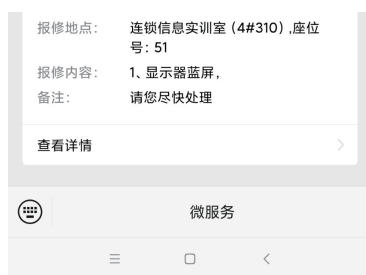 报修地点： 连锁信息实训室（4#310）,座位
号：51
报修内容： 1、显示器蓝屏，
备注： 请您尽快处理
查看详情
微服务